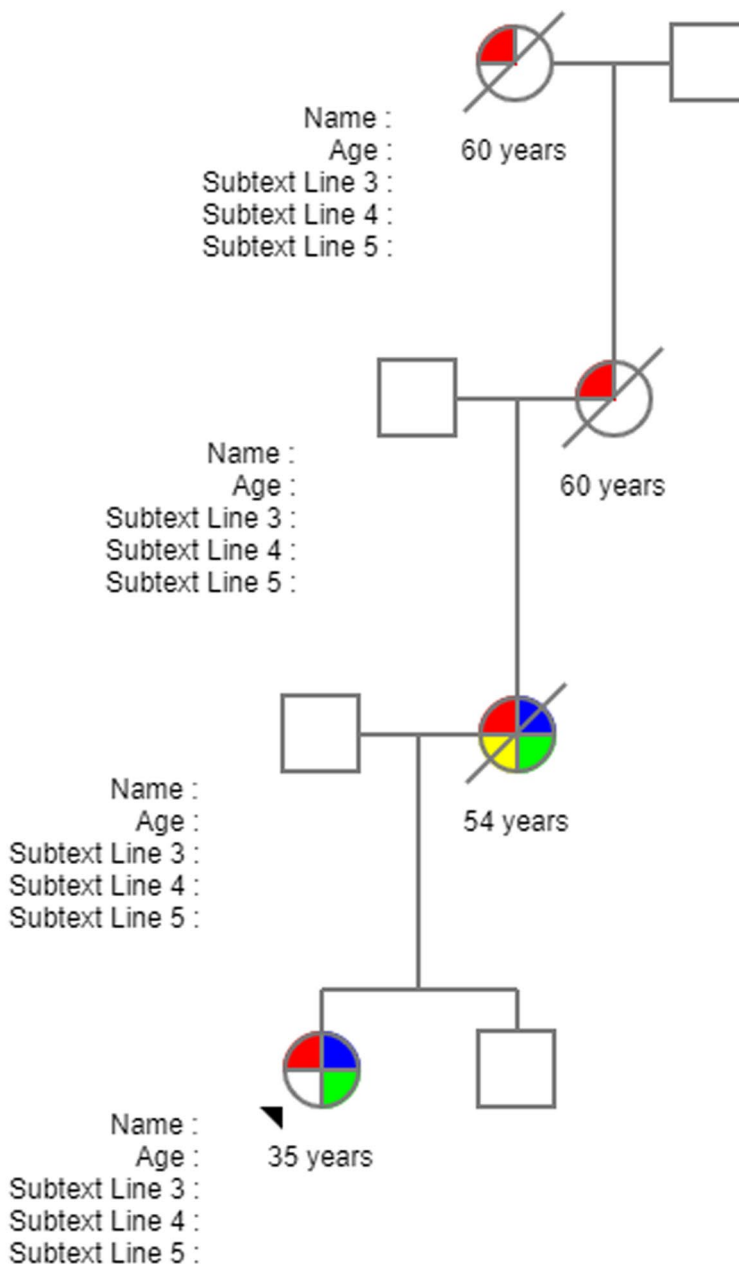 Name :
Age : 60 years
Subtext Line 3 :
Subtext Line 4 :
Subtext Line 5 :
Name :
Age : 60 years
Subtext Line 3 :
Subtext Line 4 :
Subtext Line 5 :
Name :
Age : 54 years
Subtext Line 3 :
Subtext Line 4 :
Subtext Line 5 :
Name :
Age : 35 years
Subtext Line 3 :
Subtext Line 4 :
Subtext Line 5 :